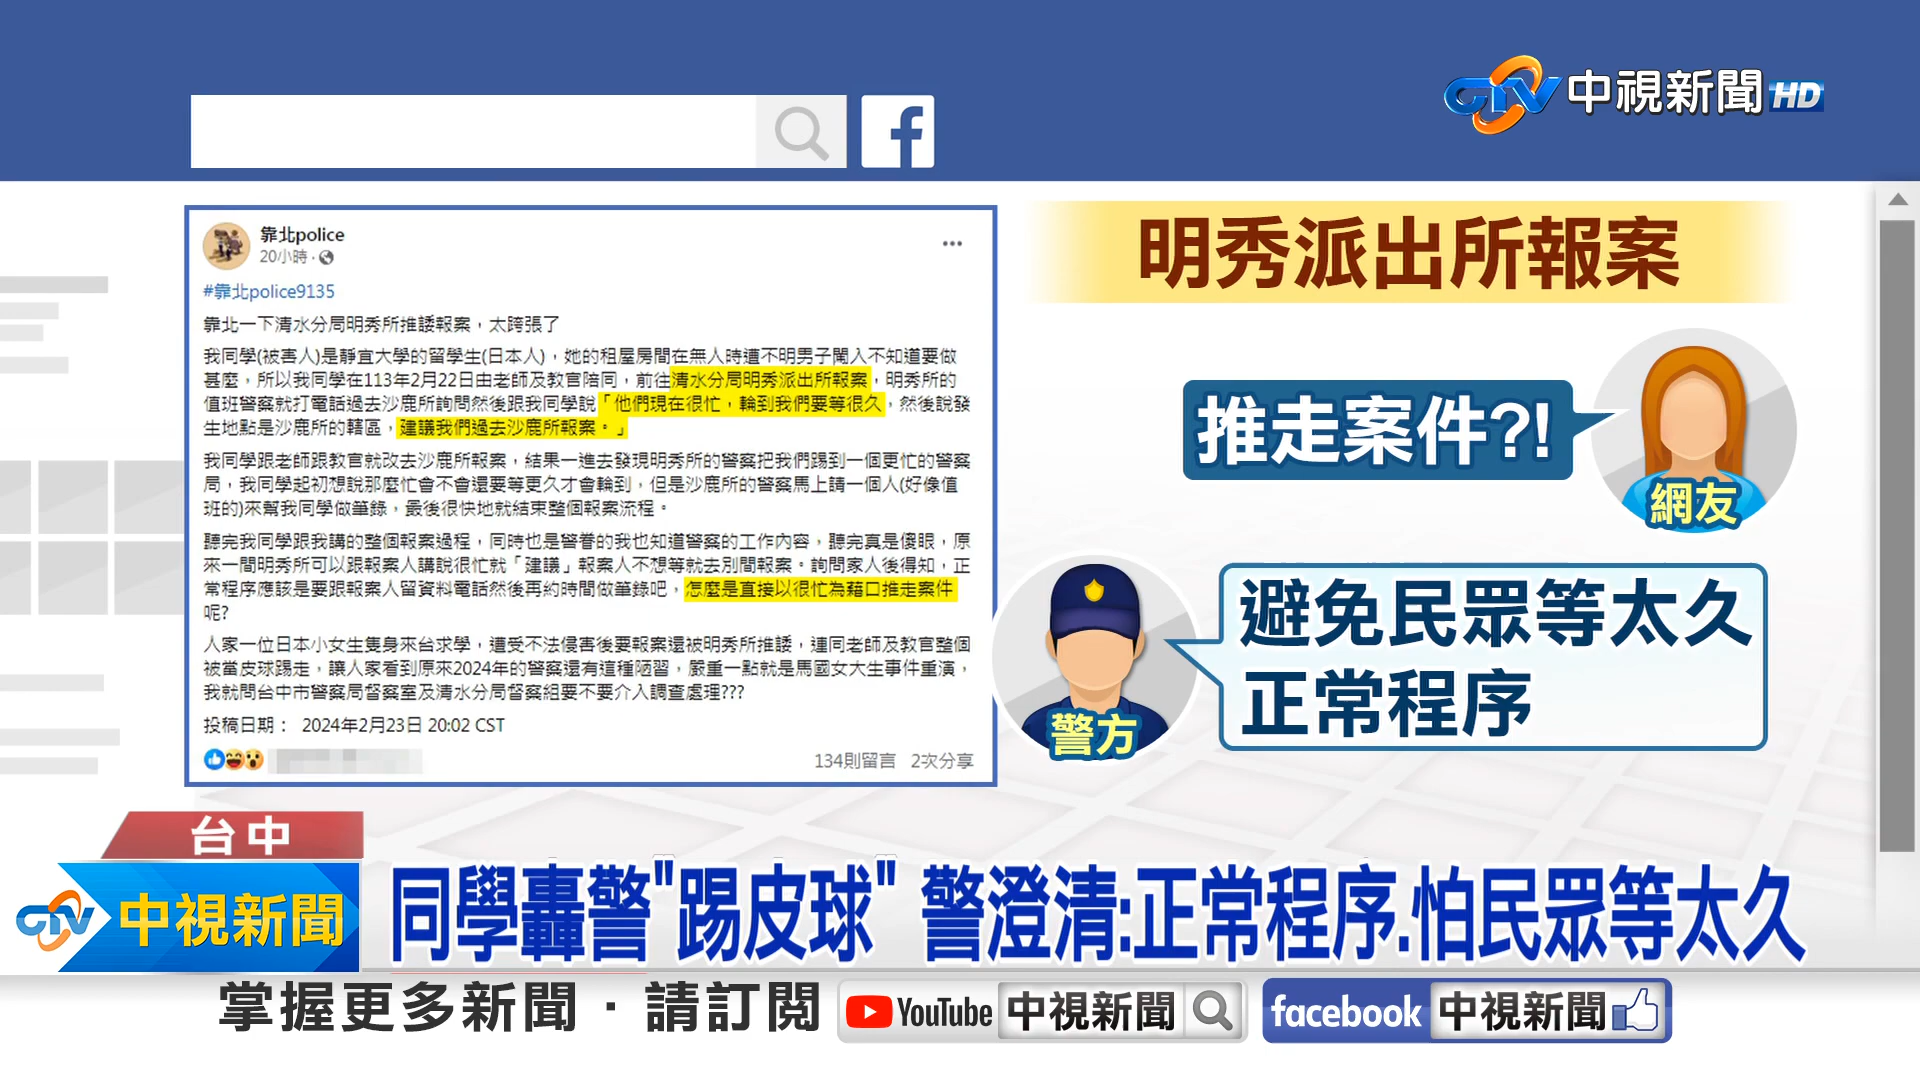 CTV 中視新聞 HD
靠北police
20小時
#靠北police9135
靠北一下清水分局明秀所推諉報案，太誇張了
我同學(被害人)是靜宜大學的留學生(日本人)，她的租屋房間在無人時遭不明男子闖入不知道要做
甚麼，所以我同學在113年2月22日由老師及教官陪同，前往清水分局明秀派出所報案，明秀所的
值班警察就打電話過去沙鹿所詢問然後跟我同學說「他們現在很忙，輪到我們要等很久，然後說發
生地點是沙鹿所的轄區，建議我們過去沙鹿所報案。」
我同學跟老師跟教官就改去沙鹿所報案，結果一進去發現明秀所的警察把我們踢到一個更忙的警察
局，我同學起初想說那麼忙會不會還要等更久才會輪到，但是沙鹿所的警察馬上請一個人(好像值
班的)來幫我同學做筆錄，最後很快地就結束整個報案流程。
聽完我同學跟我講的整個報案過程，同時也是警眷的我也知道警察的工作內容，聽完真是傻眼，原
來一間明秀所可以跟報案人講說很忙就「建議」報案人不想等就去別間報案。詢問家人後得知，正
常程序應該是要跟報案人留資料電話然後再約時間做筆錄吧，怎麼是直接以很忙為藉口推走案件
呢?
人家一位日本小女生隻身來台求學，遭受不法侵害後要報案還被明秀所推諉，連同老師及教官整個
被當皮球踢走，讓人家看到原來2024年的警察還有這種陋習，嚴重一點就是馬國女大生事件重演，
我就問台中市警察局督察室及清水分局督察組要不要介入調查處理???
投稿日期： 2024年2月23日 20:02 CST
134則留言 2次分享
明秀派出所報案
推走案件?!
網友
避免民眾等太久
正常程序
警方
台中
CTV 中視新聞
同學轟警"踢皮球" 警澄清:正常程序.怕民眾等太久
掌握更多新聞．請訂閱 YouTube 中視新聞 facebook 中視新聞